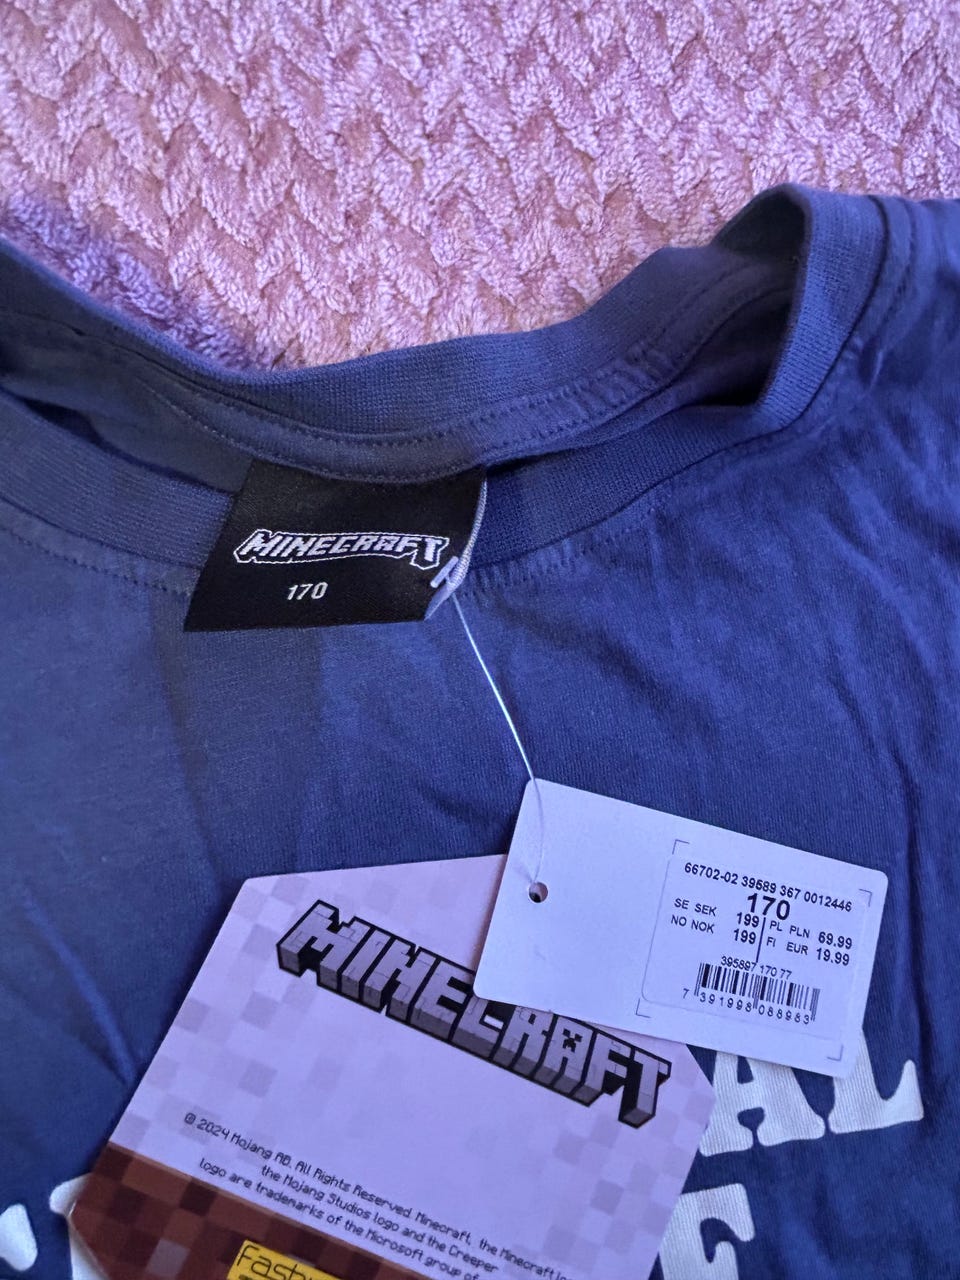 MINECRAFT
170
66702-02 39589 367 0012446
170
SE SEK 199 PL PLN 69.99
NO NOK 199 FI EUR 19.99
395897 170 77
7 391998 088983
MINECRAFT
© 2024 Mojang AB. All Rights Reserved. Minecraft, the Minecraft
the Mojang Studios logo and the Creeper
logo are trademarks of the Microsoft group of